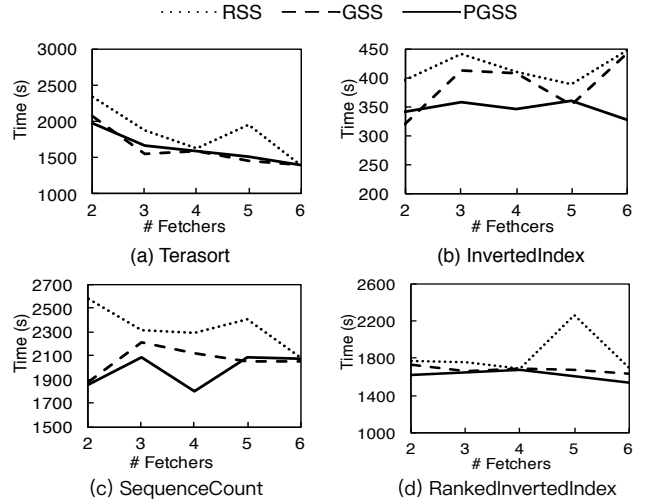 RSS GSS PGSS
3000
2500
2000
1500
1000
Time (s)
2 3 4 5 6
# Fetchers
(a) Terasort
450
400
350
300
250
200
Time (s)
2 3 4 5 6
# Fethcers
(b) InvertedIndex
2700
2500
2300
2100
1900
1700
1500
Time (s)
2 3 4 5 6
# Fetchers
(c) SequenceCount
2600
2200
1800
1400
1000
Time (s)
2 3 4 5 6
# Fetchers
(d) RankedInvertedIndex